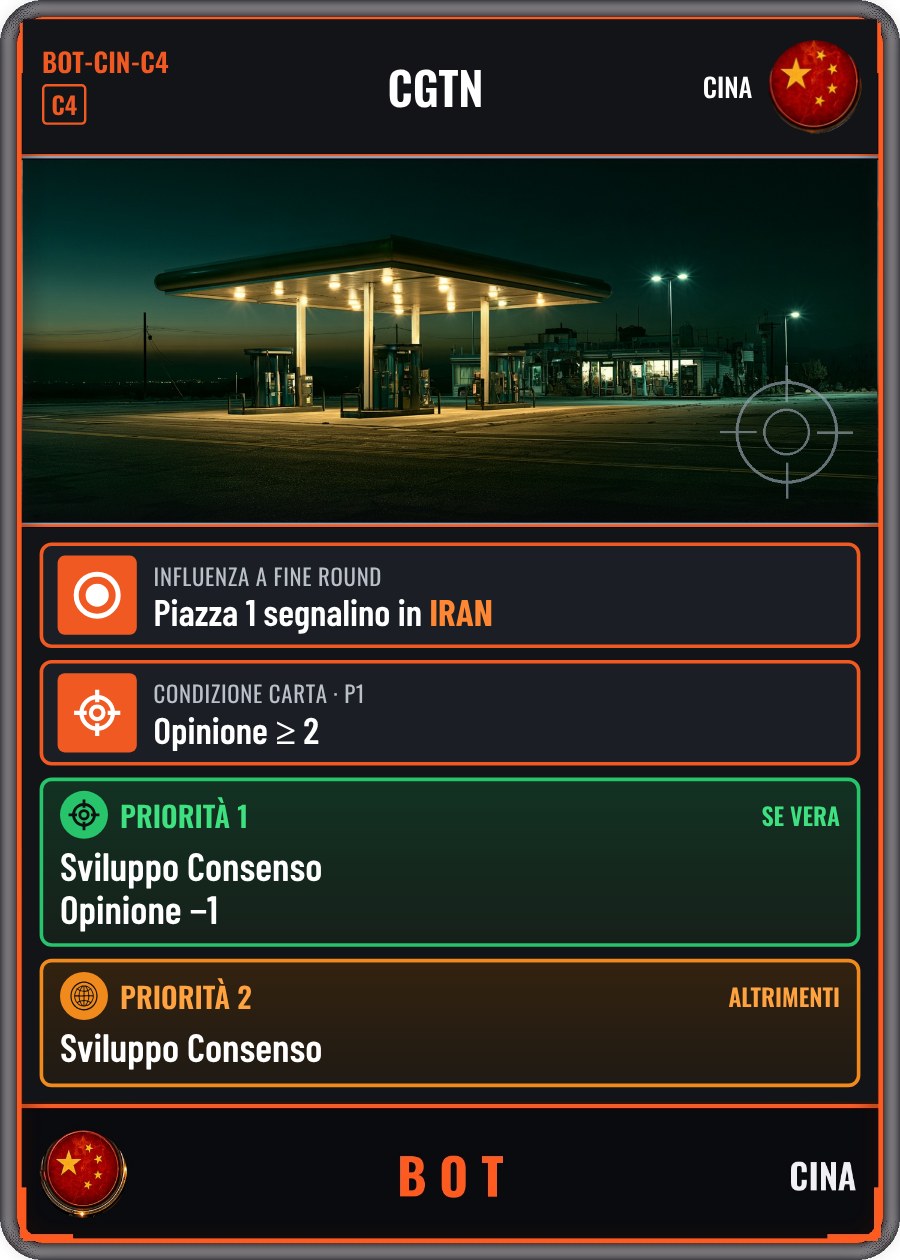 BOT-CIN-C4
C4
CGTN
CINA
INFLUENZA A FINE ROUND
Piazza 1 segnalino in IRAN
CONDIZIONE CARTA · P1
Opinione ≥ 2
PRIORITÀ 1
SE VERA
Sviluppo Consenso
Opinione −1
PRIORITÀ 2
ALTRIMENTI
Sviluppo Consenso
BOT
CINA